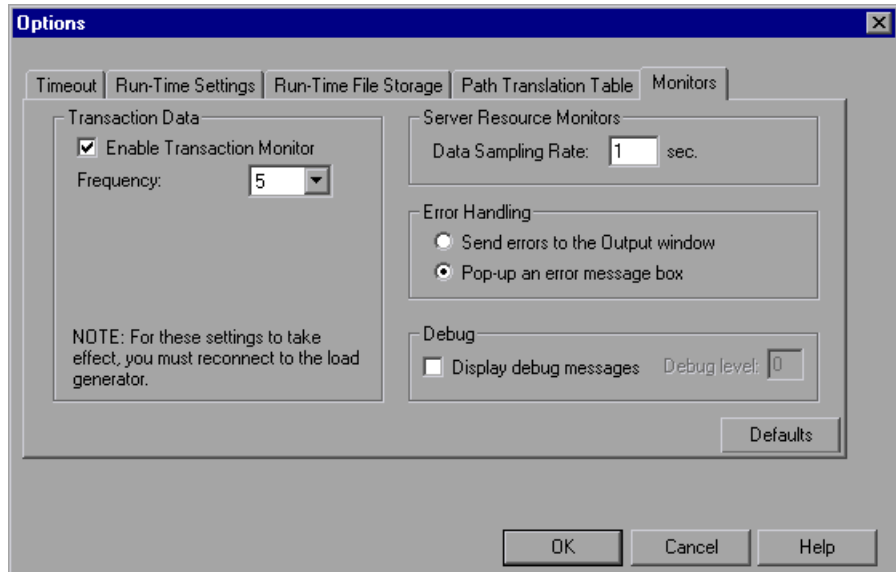 Options
Timeout
Run-Time Settings
Run-Time File Storage
Path Translation Table
Monitors
Transaction Data
Enable Transaction Monitor
Frequency: 5
NOTE: For these settings to take
effect, you must reconnect to the load
generator.
Server Resource Monitors
Data Sampling Rate: 1 sec.
Error Handling
Send errors to the Output window
Pop-up an error message box
Debug
Display debug messages Debug level: 0
Defaults
OK
Cancel
Help